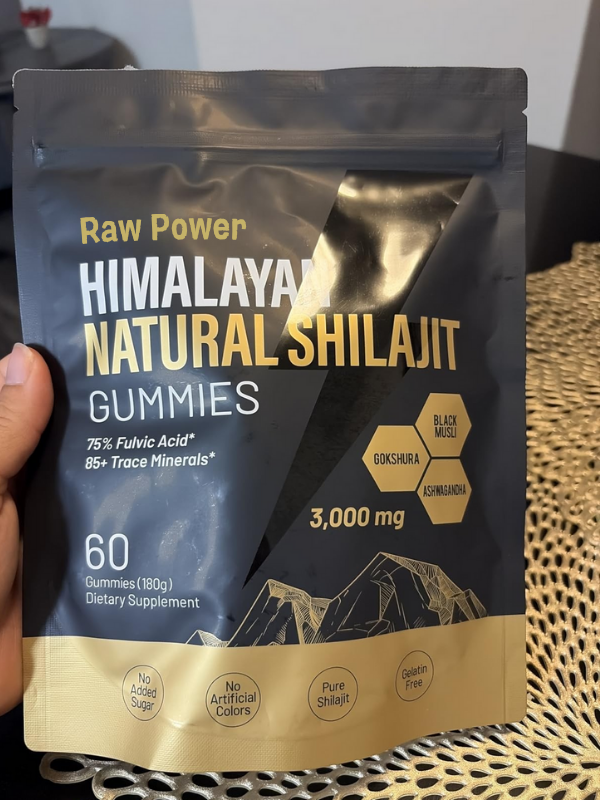 Raw Power
HIMALAYAN
NATURAL SHILAJIT
GUMMIES
75% Fulvic Acid*
85+ Trace Minerals*
BLACK
MUSLI
GOKSHURA
ASHWAGANDHA
3,000 mg
60
Gummies (180g)
Dietary Supplement
No
Added
Sugar
No
Artificial
Colors
Pure
Shilajit
Gelatin
Free